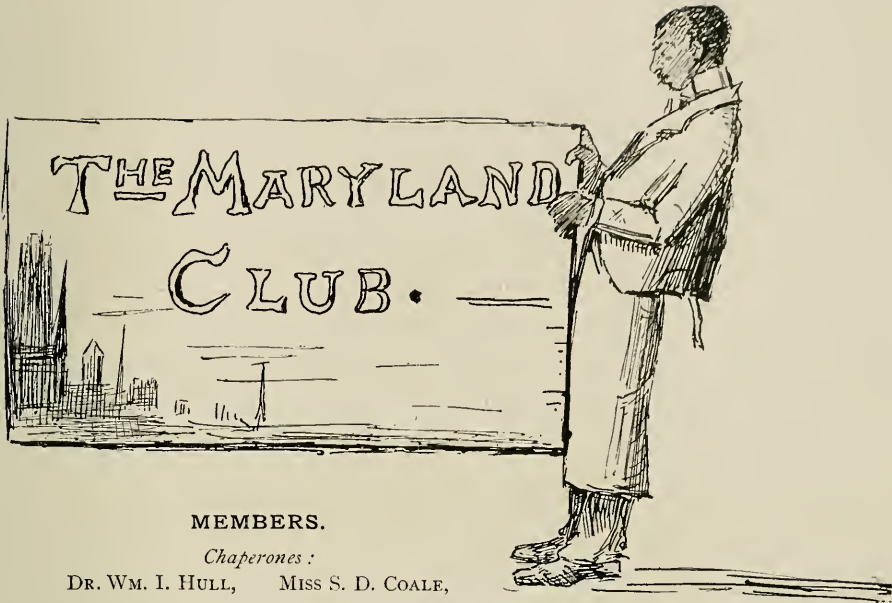 THE MARYLAND
CLUB.
MEMBERS.
Chaperones:
DR. WM. I. HULL, MISS S. D. COALE,